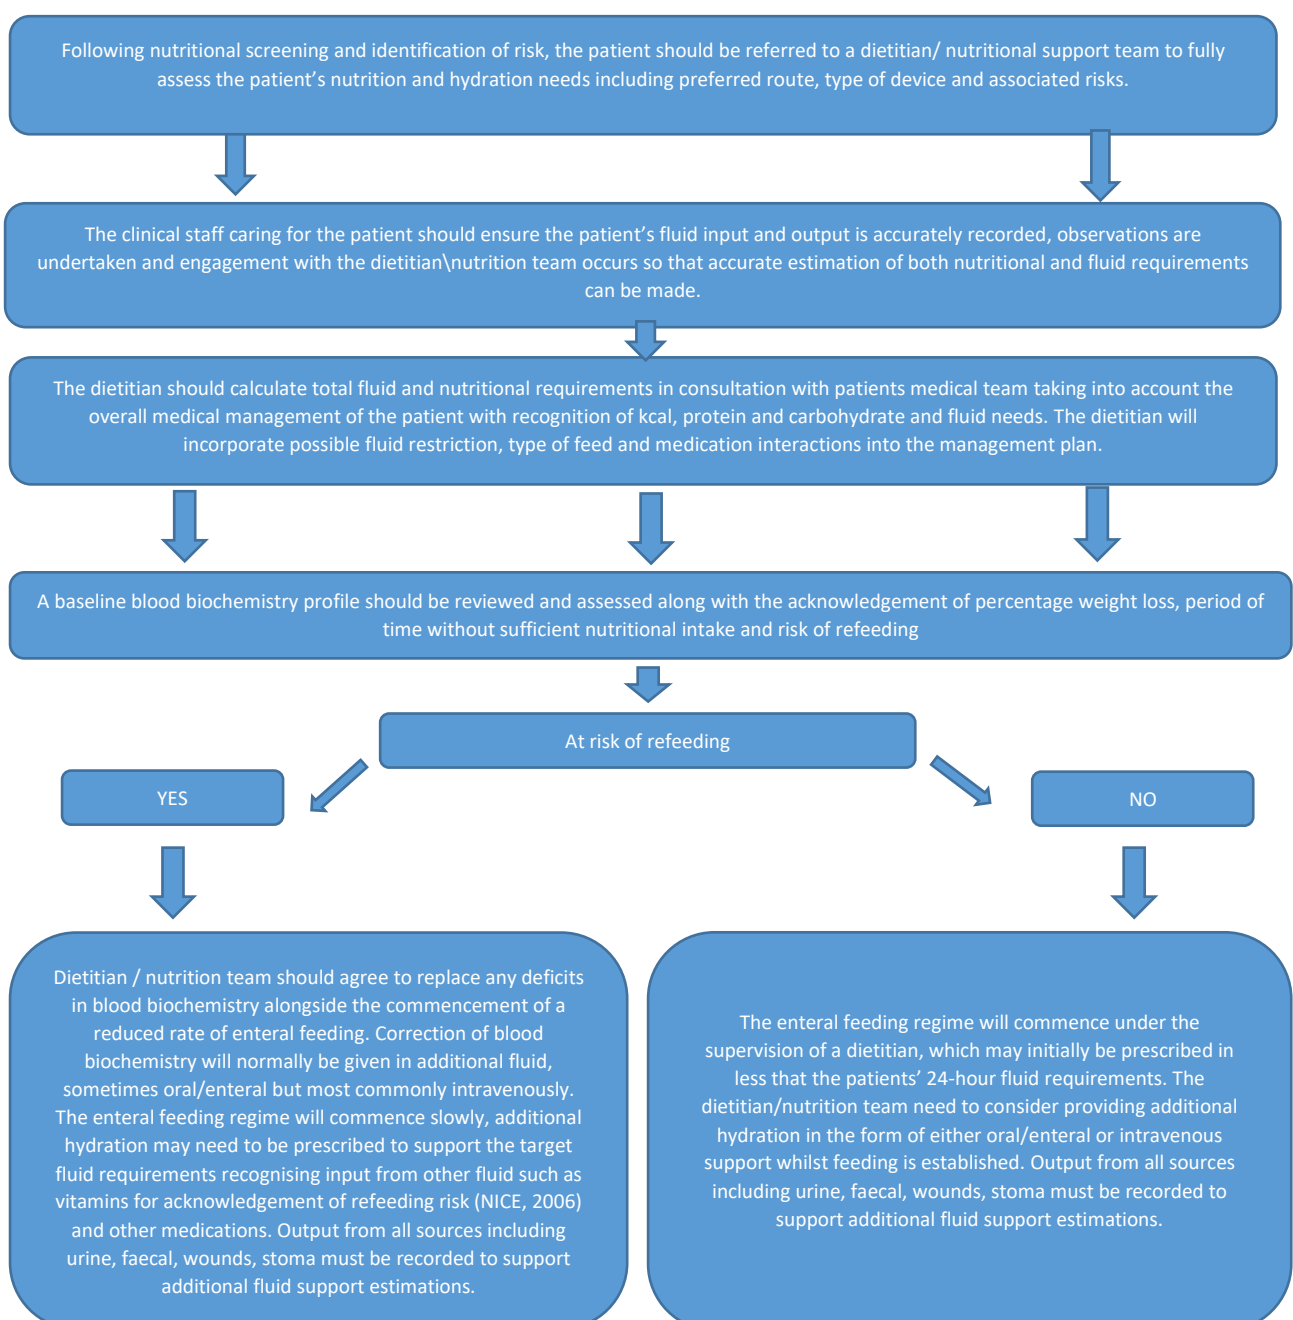 Following nutritional screening and identification of risk, the patient should be referred to a dietitian/ nutritional support team to fully
assess the patient’s nutrition and hydration needs including preferred route, type of device and associated risks.
The clinical staff caring for the patient should ensure the patient’s fluid input and output is accurately recorded, observations are
undertaken and engagement with the dietitian\nutrition team occurs so that accurate estimation of both nutritional and fluid requirements
can be made.
The dietitian should calculate total fluid and nutritional requirements in consultation with patients medical team taking into account the
overall medical management of the patient with recognition of kcal, protein and carbohydrate and fluid needs. The dietitian will
incorporate possible fluid restriction, type of feed and medication interactions into the management plan.
A baseline blood biochemistry profile should be reviewed and assessed along with the acknowledgement of percentage weight loss, period of
time without sufficient nutritional intake and risk of refeeding
At risk of refeeding
YES
NO
Dietitian / nutrition team should agree to replace any deficits
in blood biochemistry alongside the commencement of a
reduced rate of enteral feeding. Correction of blood
biochemistry will normally be given in additional fluid,
sometimes oral/enteral but most commonly intravenously.
The enteral feeding regime will commence slowly, additional
hydration may need to be prescribed to support the target
fluid requirements recognising input from other fluid such as
vitamins for acknowledgement of refeeding risk (NICE, 2006)
and other medications. Output from all sources including
urine, faecal, wounds, stoma must be recorded to support
additional fluid support estimations.
The enteral feeding regime will commence under the
supervision of a dietitian, which may initially be prescribed in
less that the patients’ 24-hour fluid requirements. The
dietitian/nutrition team need to consider providing additional
hydration in the form of either oral/enteral or intravenous
support whilst feeding is established. Output from all sources
including urine, faecal, wounds, stoma must be recorded to
support additional fluid support estimations.